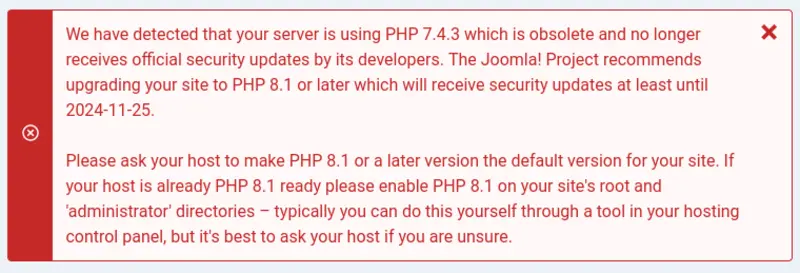 We have detected that your server is using PHP 7.4.3 which is obsolete and no longer
receives official security updates by its developers. The Joomla! Project recommends
upgrading your site to PHP 8.1 or later which will receive security updates at least until
2024-11-25.
Please ask your host to make PHP 8.1 or a later version the default version for your site. If
your host is already PHP 8.1 ready please enable PHP 8.1 on your site's root and
'administrator' directories – typically you can do this yourself through a tool in your hosting
control panel, but it's best to ask your host if you are unsure.